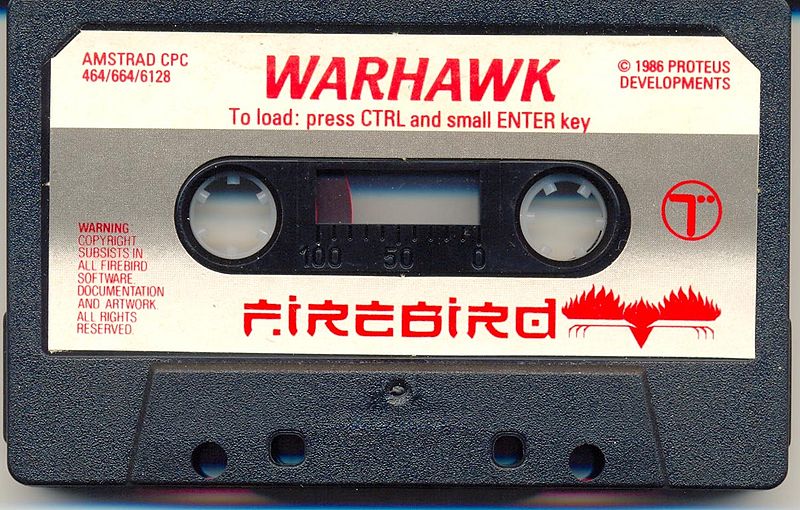 AMSTRAD CPC
464/664/6128
WARHAWK
To load: press CTRL and small ENTER key
© 1986 PROTEUS
DEVELOPMENTS
100 50 0
WARNING
COPYRIGHT
SUBSISTS IN
ALL FIREBIRD
SOFTWARE,
DOCUMENTATION
AND ARTWORK.
ALL RIGHTS
RESERVED.
FIREBIRD